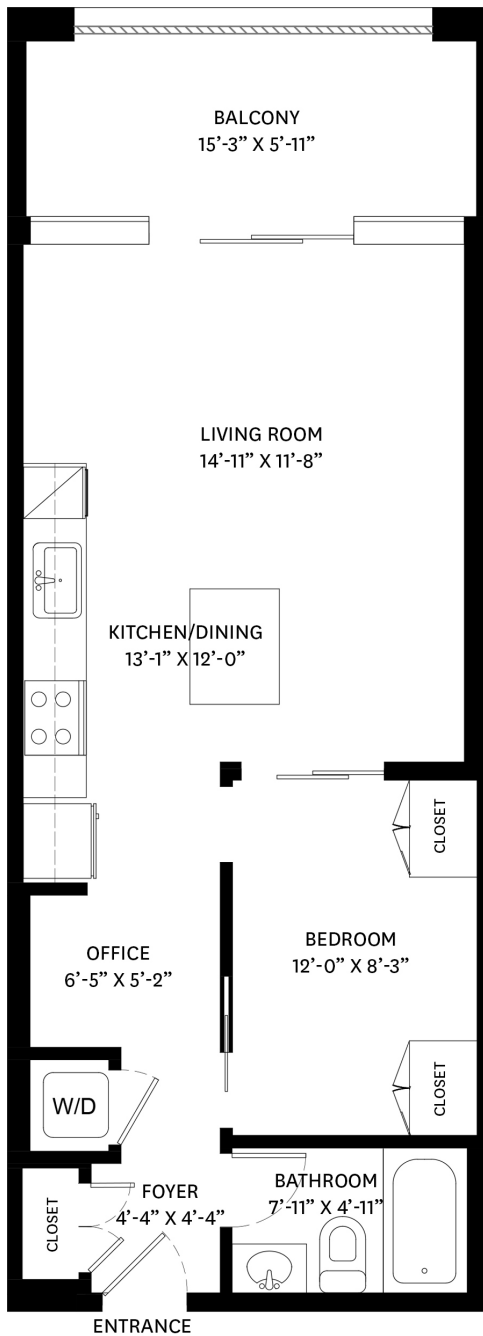 BALCONY
15’-3” X 5’-11”
LIVING ROOM
14’-11” X 11’-8”
KITCHEN/DINING
13’-1” X 12’-0”
CLOSET
BEDROOM
12’-0” X 8’-3”
OFFICE
6’-5” X 5’-2”
CLOSET
W/D
BATHROOM
7’-11” X 4’-11”
FOYER
4’-4” X 4’-4”
CLOSET
ENTRANCE